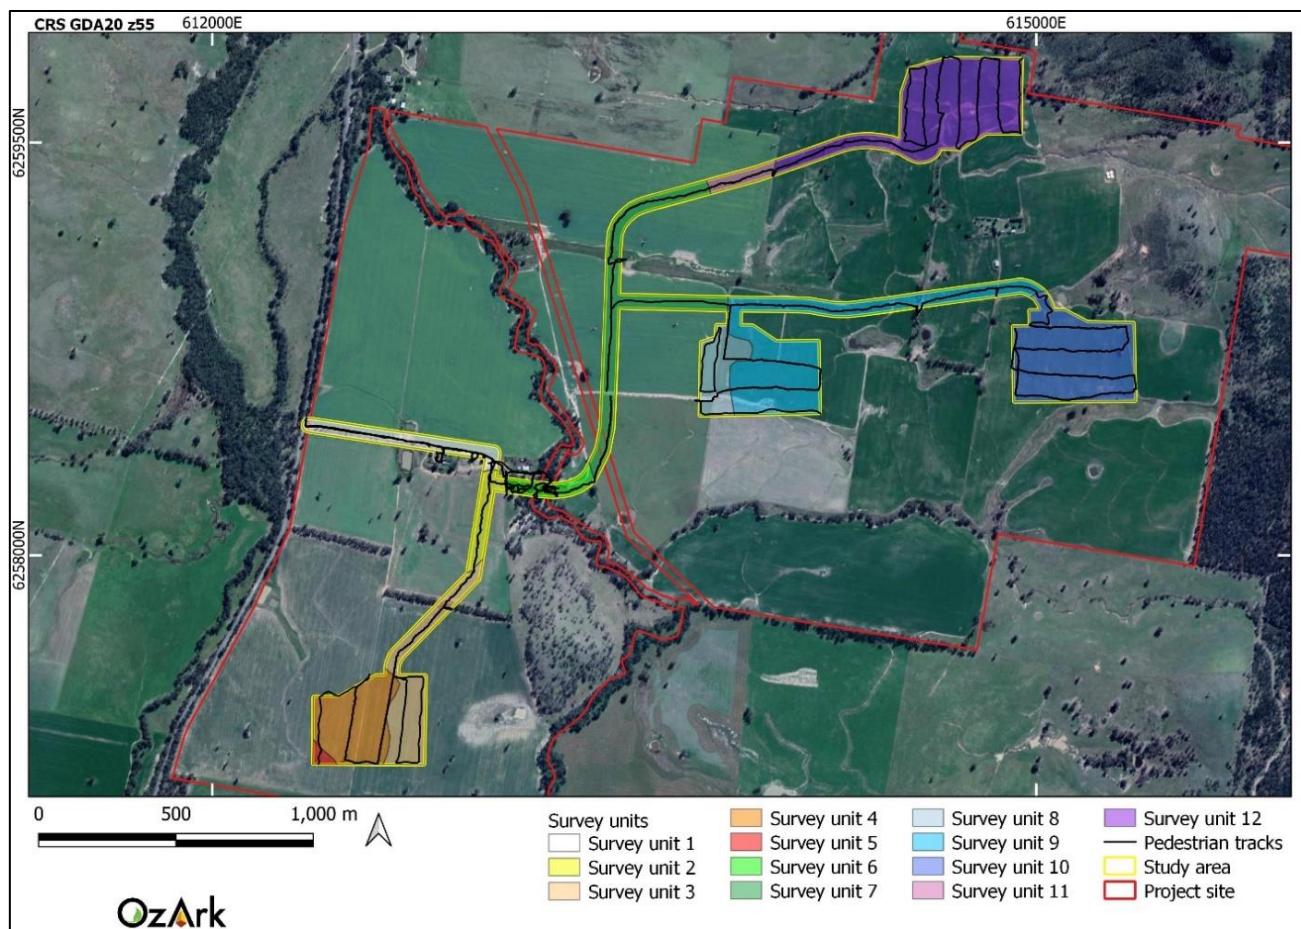 CRS GDA20 z55
612000E
615000E
6259500N
6258000N
0 500 1,000 m
Survey units
Survey unit 1
Survey unit 2
Survey unit 3
Survey unit 4
Survey unit 5
Survey unit 6
Survey unit 7
Survey unit 8
Survey unit 9
Survey unit 10
Survey unit 11
Survey unit 12
Pedestrian tracks
Study area
Project site
OzArk